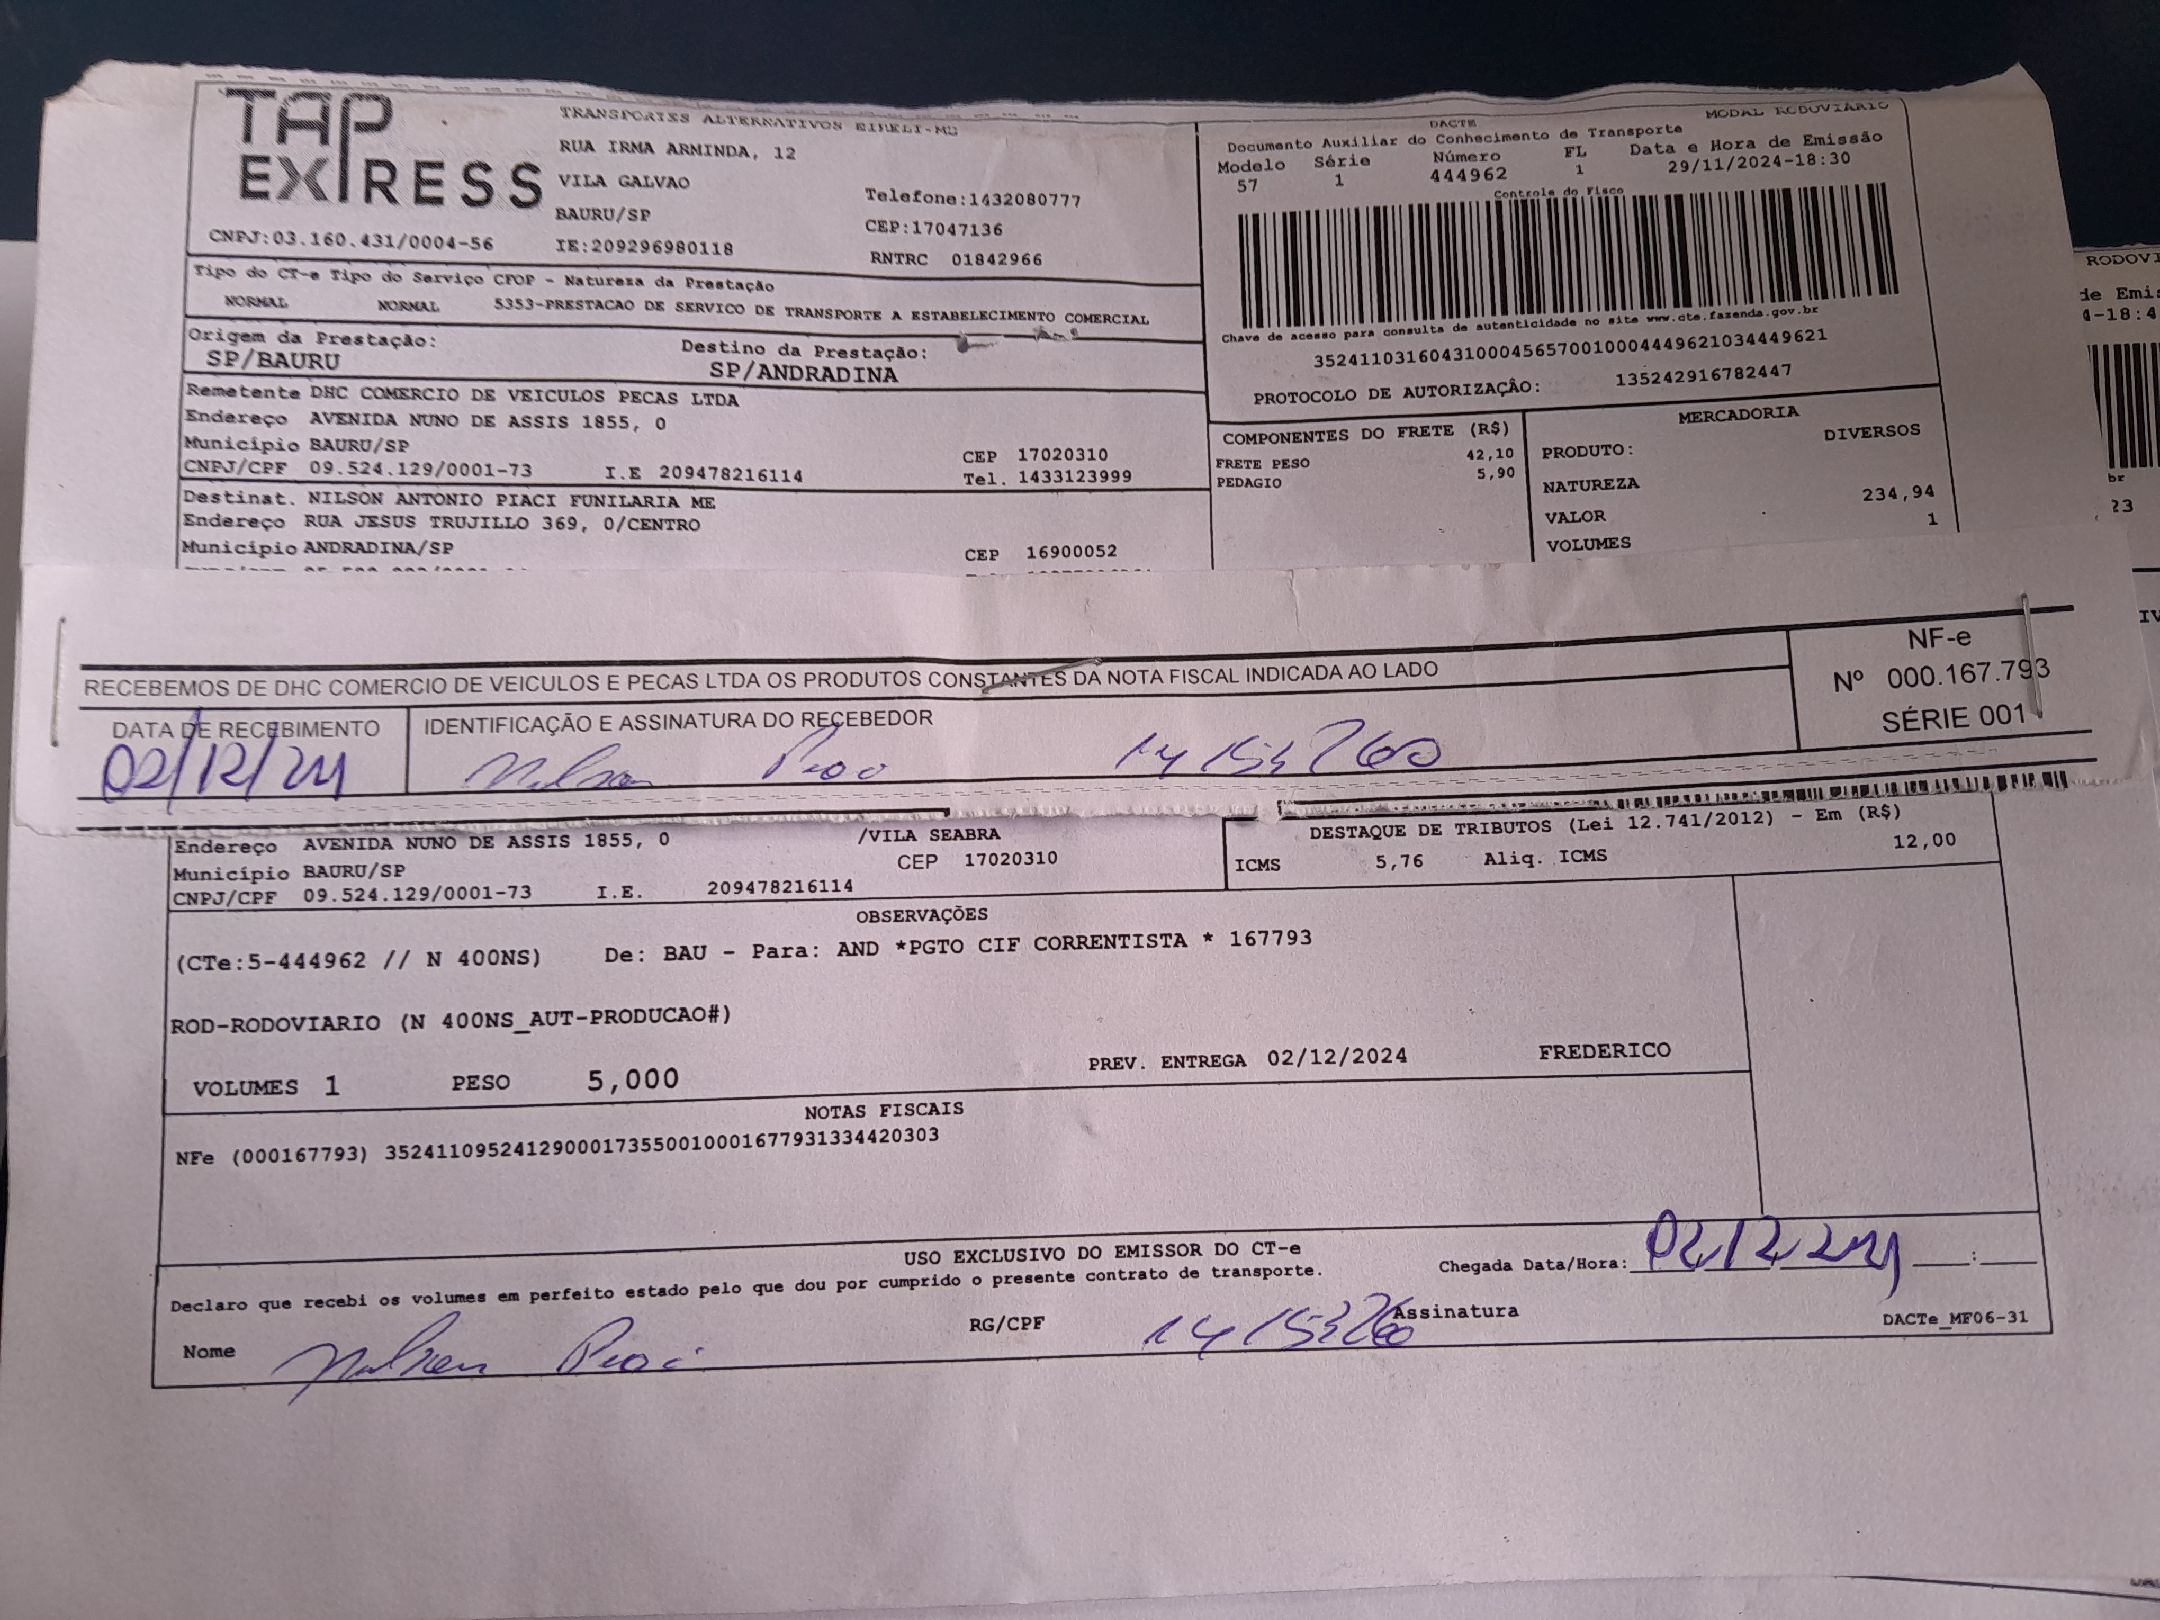 TAP
EXPRESS
CNPJ:03.160.431/0004-56
TRANSPORTES ALTERNATIVOS EIRELI-MU
RUA IRMA ARMINDA, 12
VILA GALVAO
BAURU/SP
IE:209296980118
Telefone:1432080777
CEP:17047136
RNTRC 01842966
DACTE
MODAL RODOVIARIO
Documento Auxiliar do Conhecimento de Transporte
Modelo Série Número FL Data e Hora de Emissão
57 1 444962 1 29/11/2024-18:30
Controle do Fisco
Chave de acesso para consulta de autenticidade no site www.cte.fazenda.gov.br
35241103160431000456570010004449621034449621
PROTOCOLO DE AUTORIZAÇÂO: 135242916782447
Tipo do CT-e Tipo do Serviço CFOP - Natureza da Prestação
NORMAL NORMAL 5353-PRESTACAO DE SERVICO DE TRANSPORTE A ESTABELECIMENTO COMERCIAL
Origem da Prestação: Destino da Prestação:
SP/BAURU SP/ANDRADINA
Remetente DHC COMERCIO DE VEICULOS PECAS LTDA
Endereço AVENIDA NUNO DE ASSIS 1855, 0
Município BAURU/SP CEP 17020310
CNPJ/CPF 09.524.129/0001-73 I.E 209478216114 Tel. 1433123999
Destinat. NILSON ANTONIO PIACI FUNILARIA ME
Endereço RUA JESUS TRUJILLO 369, 0/CENTRO
Município ANDRADINA/SP CEP 16900052
COMPONENTES DO FRETE (R$)
FRETE PESO 42,10
PEDAGIO 5,90
MERCADORIA
PRODUTO: DIVERSOS
NATUREZA
VALOR 234,94
VOLUMES 1
RECEBEMOS DE DHC COMERCIO DE VEICULOS E PECAS LTDA OS PRODUTOS CONSTANTES DA NOTA FISCAL INDICADA AO LADO
NF-e
Nº 000.167.793
SÉRIE 001
DATA DE RECEBIMENTO IDENTIFICAÇÃO E ASSINATURA DO RECEBEDOR
02/12/24 Nilson
Endereço AVENIDA NUNO DE ASSIS 1855, 0 /VILA SEABRA
Município BAURU/SP CEP 17020310
CNPJ/CPF 09.524.129/0001-73 I.E. 209478216114
DESTAQUE DE TRIBUTOS (Lei 12.741/2012) - Em (R$)
ICMS 5,76 Aliq. ICMS 12,00
OBSERVAÇÕES
(CTe:5-444962 // N 400NS) De: BAU - Para: AND *PGTO CIF CORRENTISTA * 167793
ROD-RODOVIARIO (N 400NS_AUT-PRODUCAO#)
VOLUMES 1 PESO 5,000 PREV. ENTREGA 02/12/2024 FREDERICO
NOTAS FISCAIS
NFe (000167793) 35241109524129000173550010001677931334420303
USO EXCLUSIVO DO EMISSOR DO CT-e
Declaro que recebi os volumes em perfeito estado pelo que dou por cumprido o presente contrato de transporte.
Chegada Data/Hora: 02 12 24 :
Nome Nilson RG/CPF Assinatura
DACTe_MF06-31